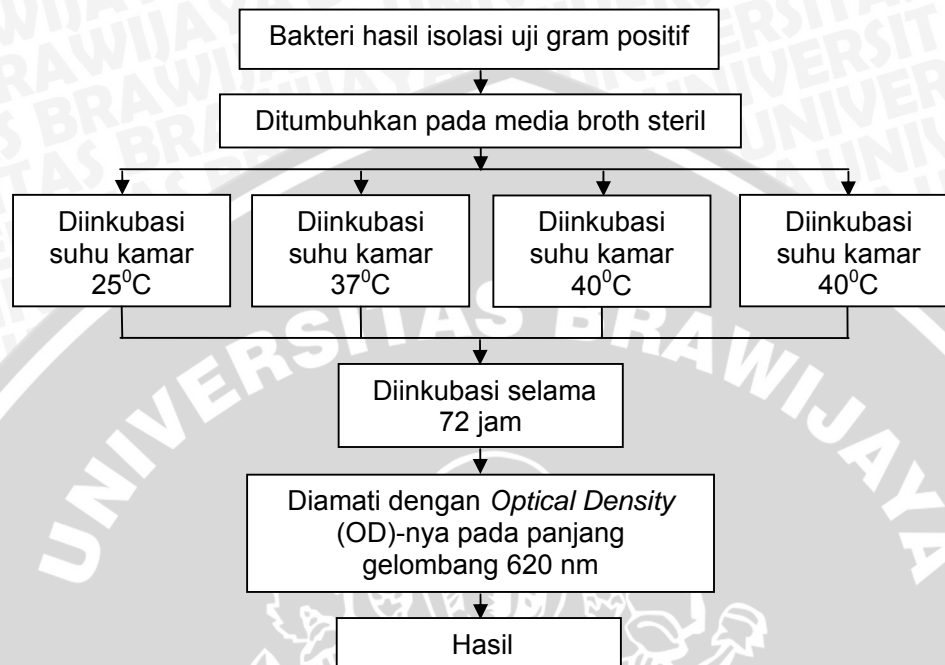 Bakteri hasil isolasi uji gram positif
Ditumbuhkan pada media broth steril
Diinkubasi
suhu kamar
25⁰C
Diinkubasi
suhu kamar
37⁰C
Diinkubasi
suhu kamar
40⁰C
Diinkubasi
suhu kamar
40⁰C
UNIVERSITAS BRAWIJAYA
Diinkubasi selama
72 jam
Diamati dengan Optical Density
(OD)-nya pada panjang
gelombang 620 nm
Hasil